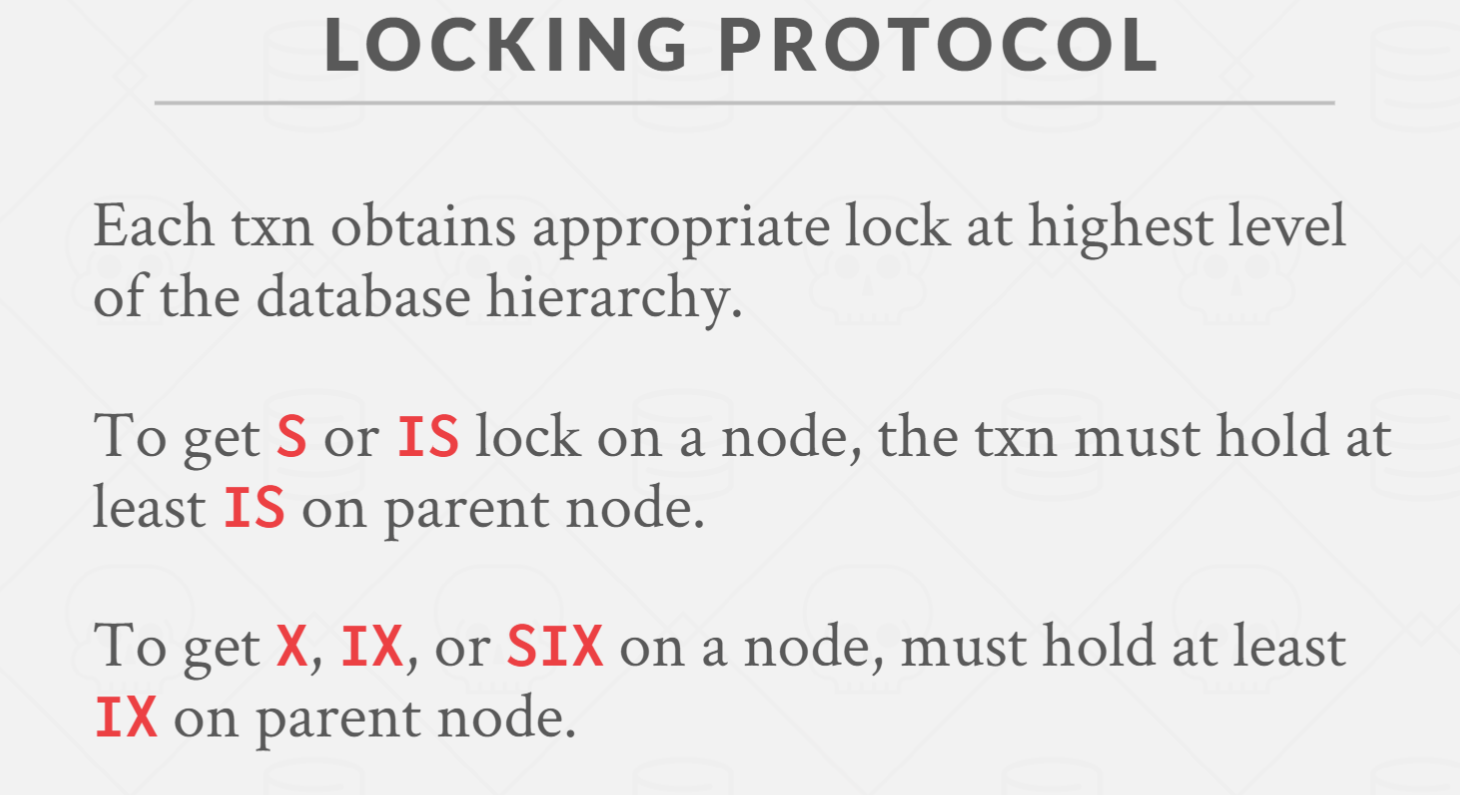 LOCKING PROTOCOL
Each txn obtains appropriate lock at highest level
of the database hierarchy.
To get S or IS lock on a node, the txn must hold at
least IS on parent node.
To get X, IX, or SIX on a node, must hold at least
IX on parent node.